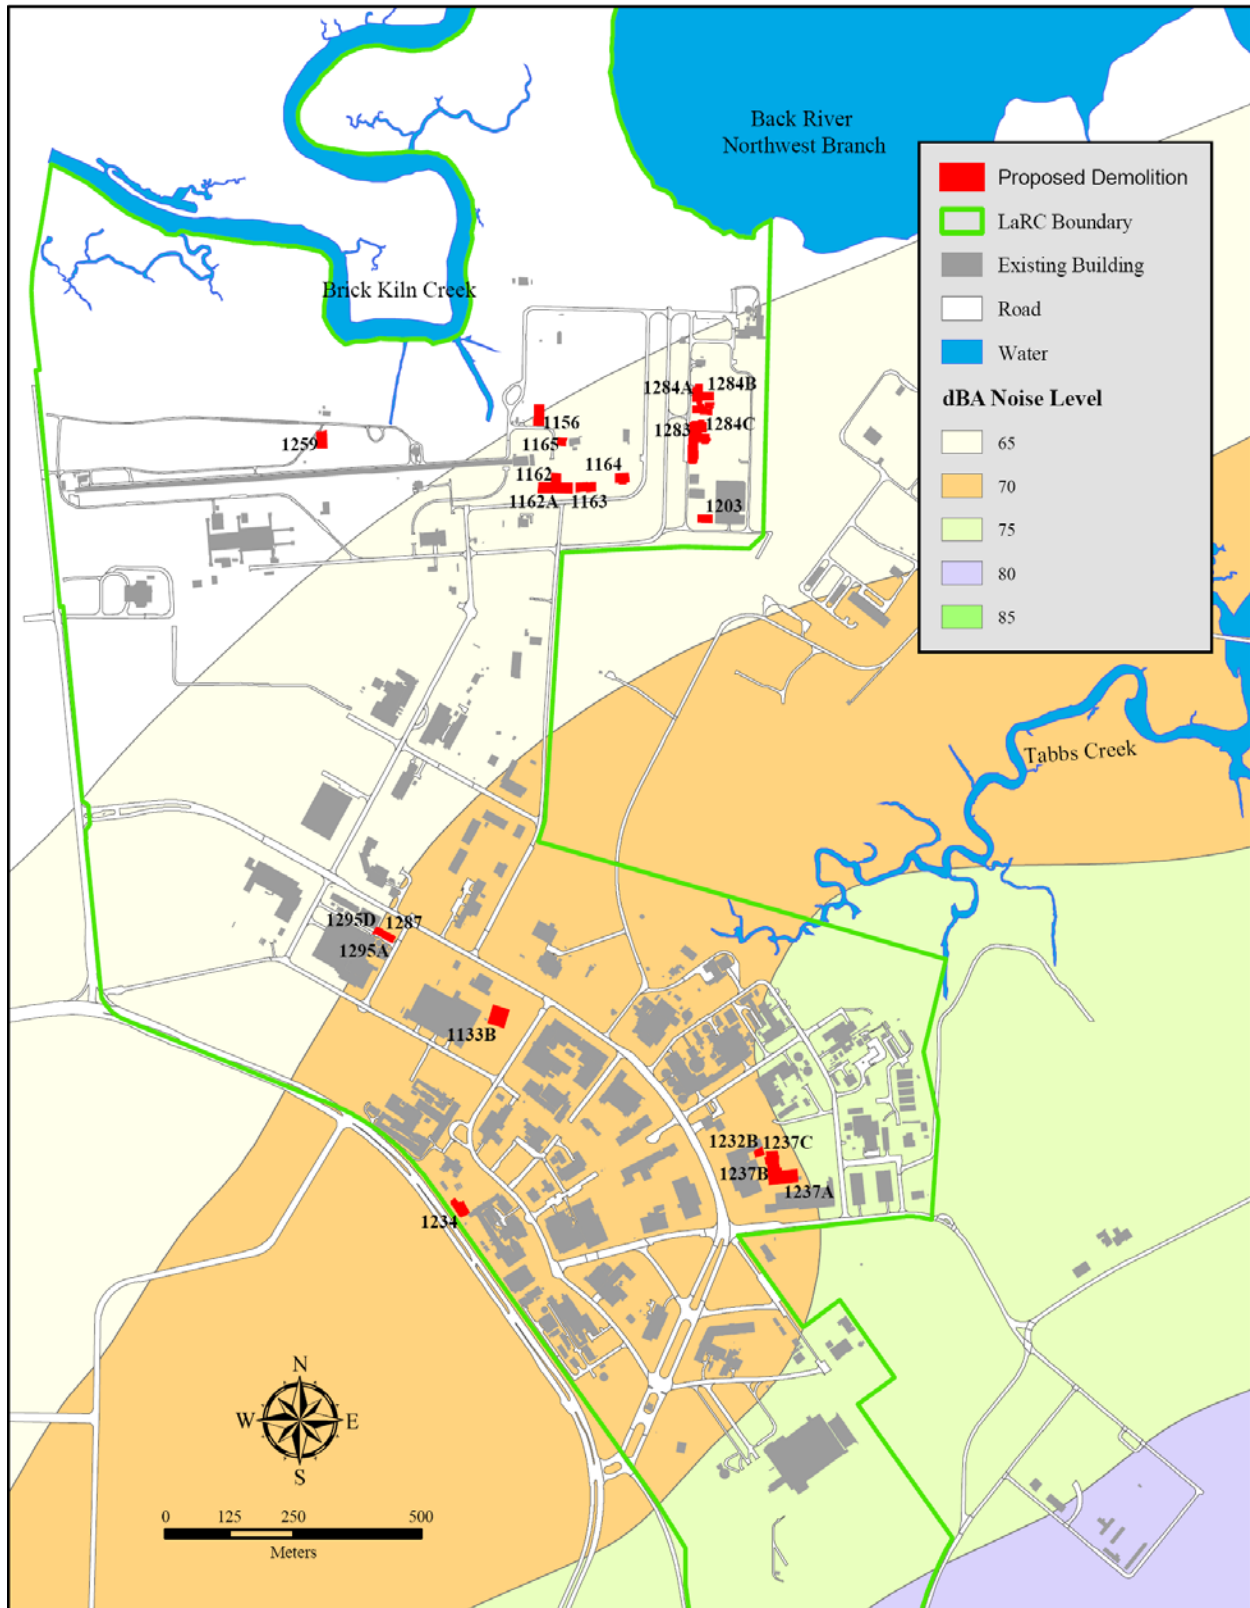 Back River
Northwest Branch
Proposed Demolition
LaRC Boundary
Existing Building
Road
Water
dBA Noise Level
65
70
75
80
85
Brick Kiln Creek
1284A
1284B
1156
1283
1284C
1259
1165
1162
1164
1162A
1163
1203
Tabbs Creek
1295D
1287
1295A
1133B
1232B
1237C
1237B
1237A
1234
N
W
E
S
0
125
250
500
Meters